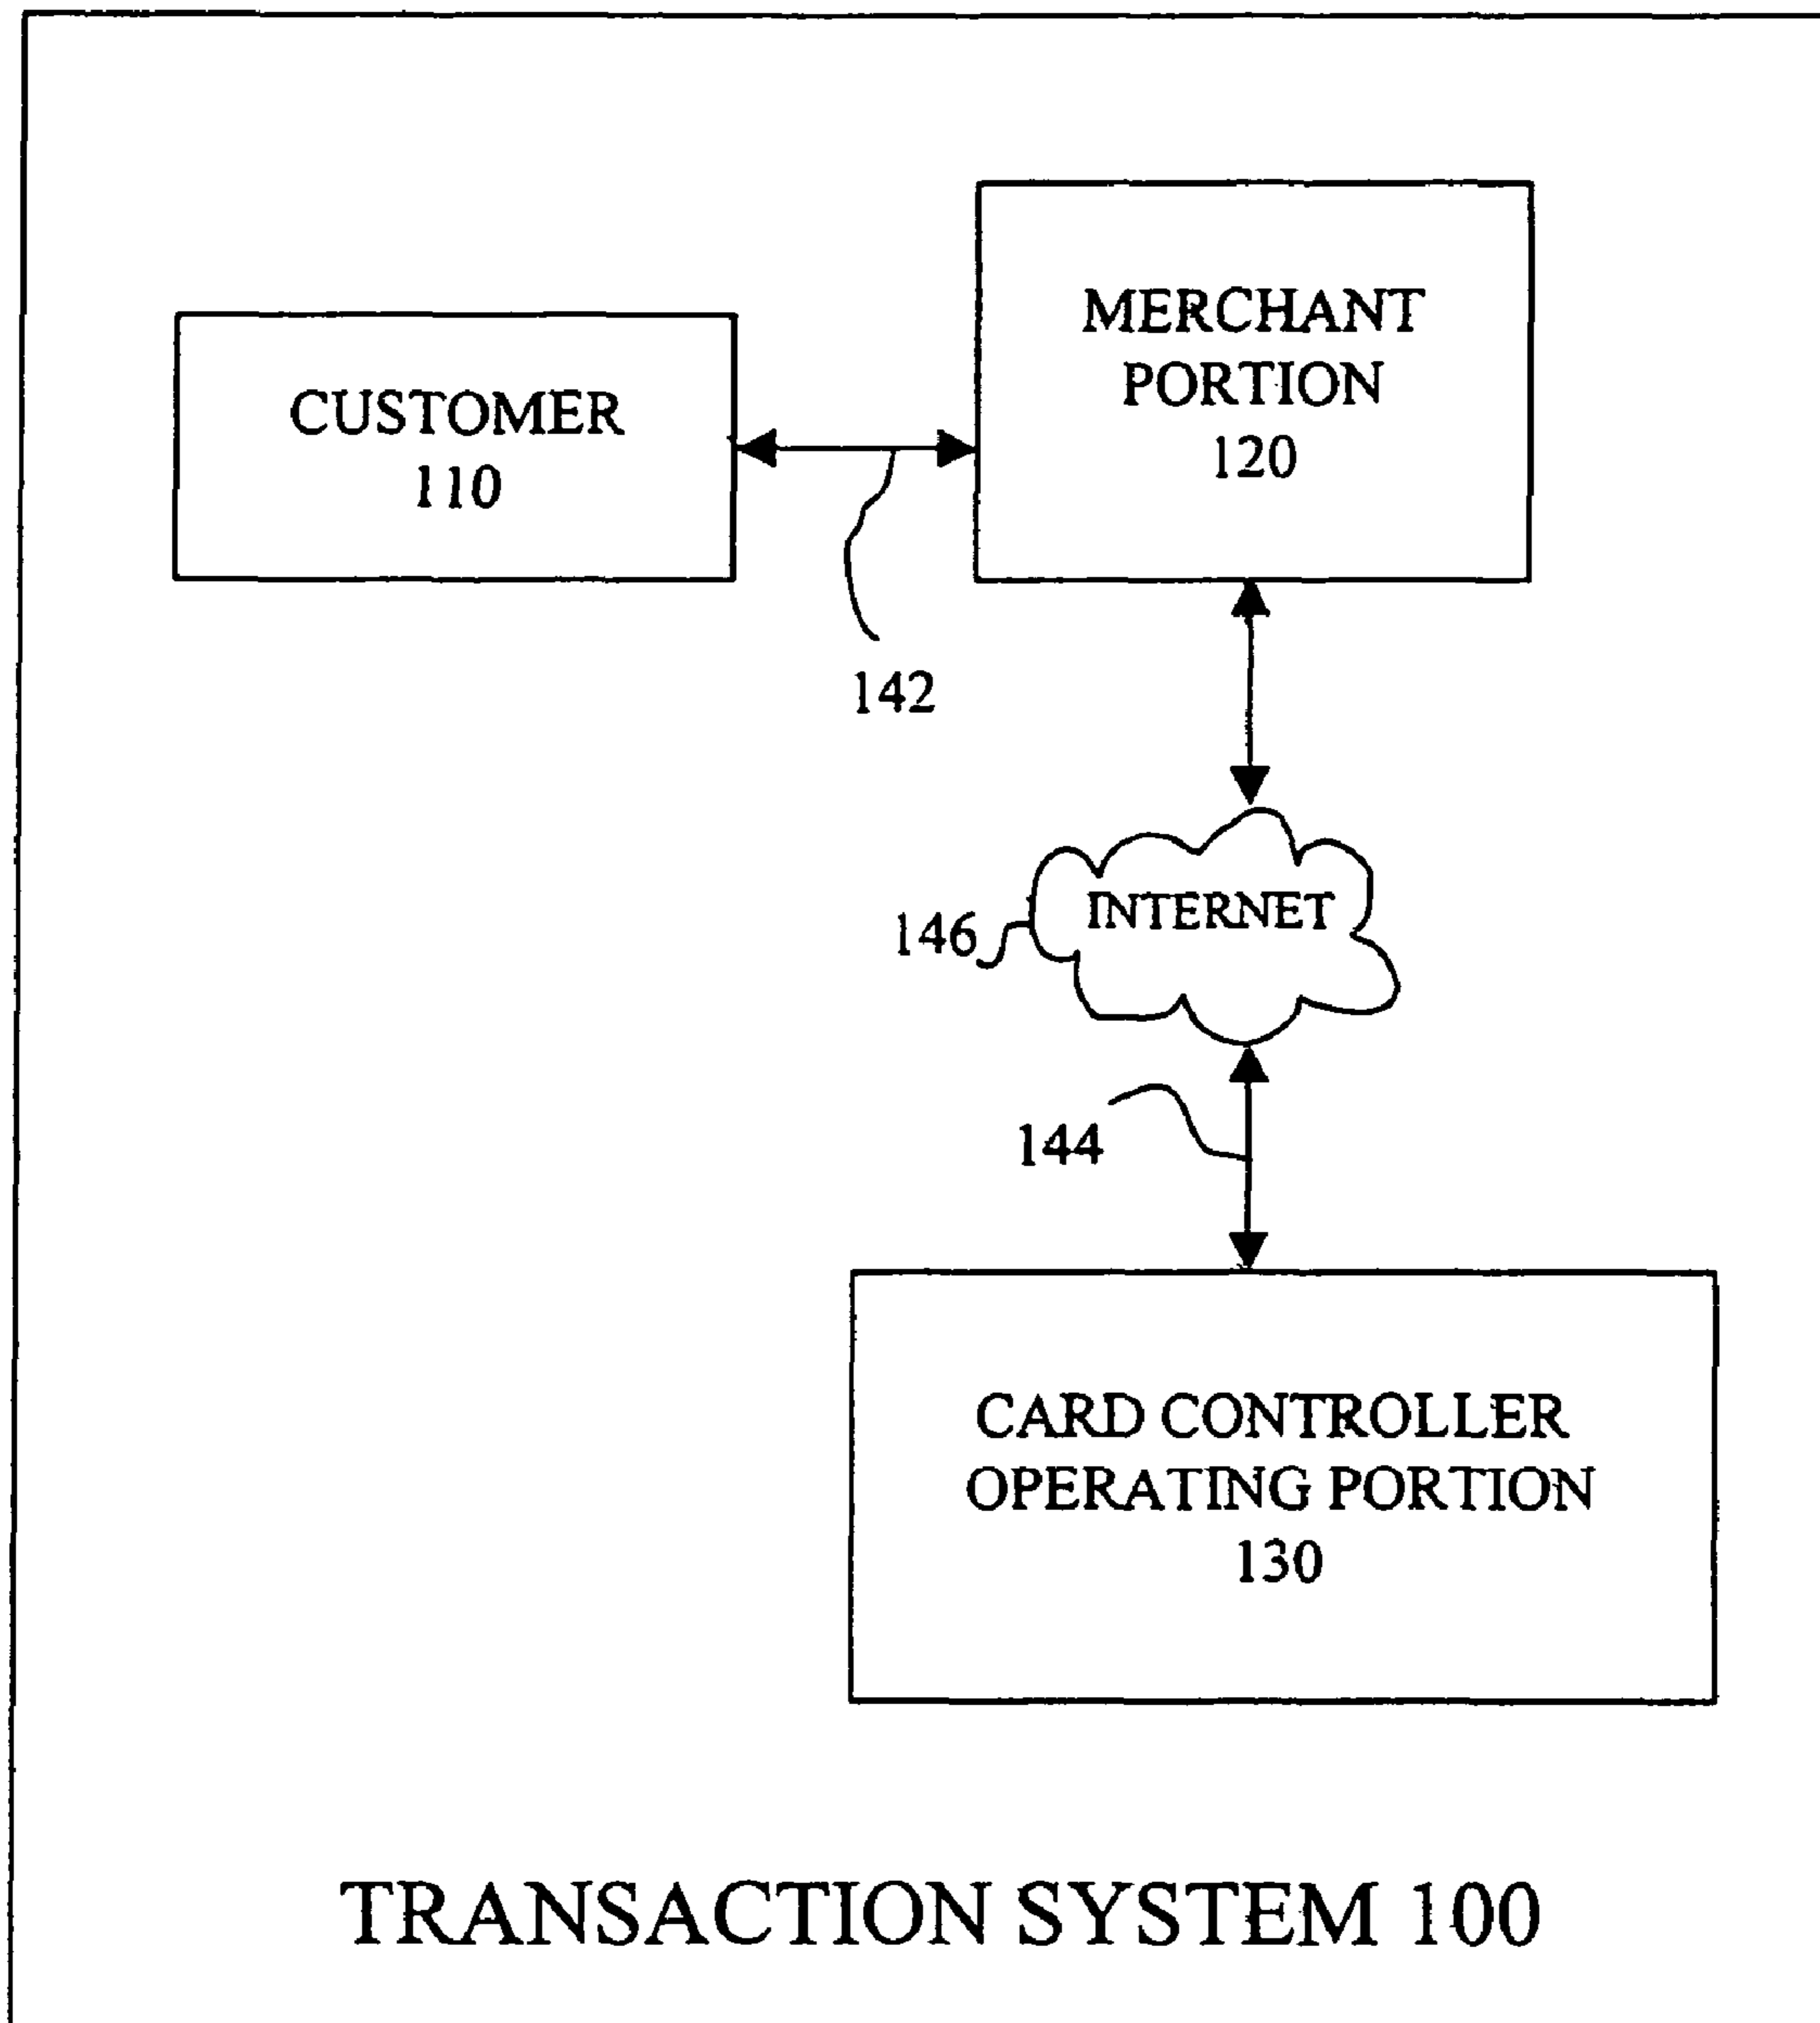 CUSTOMER
110
MERCHANT
PORTION
120
142
INTERNET
146
144
CARD CONTROLLER
OPERATING PORTION
130
TRANSACTION SYSTEM 100